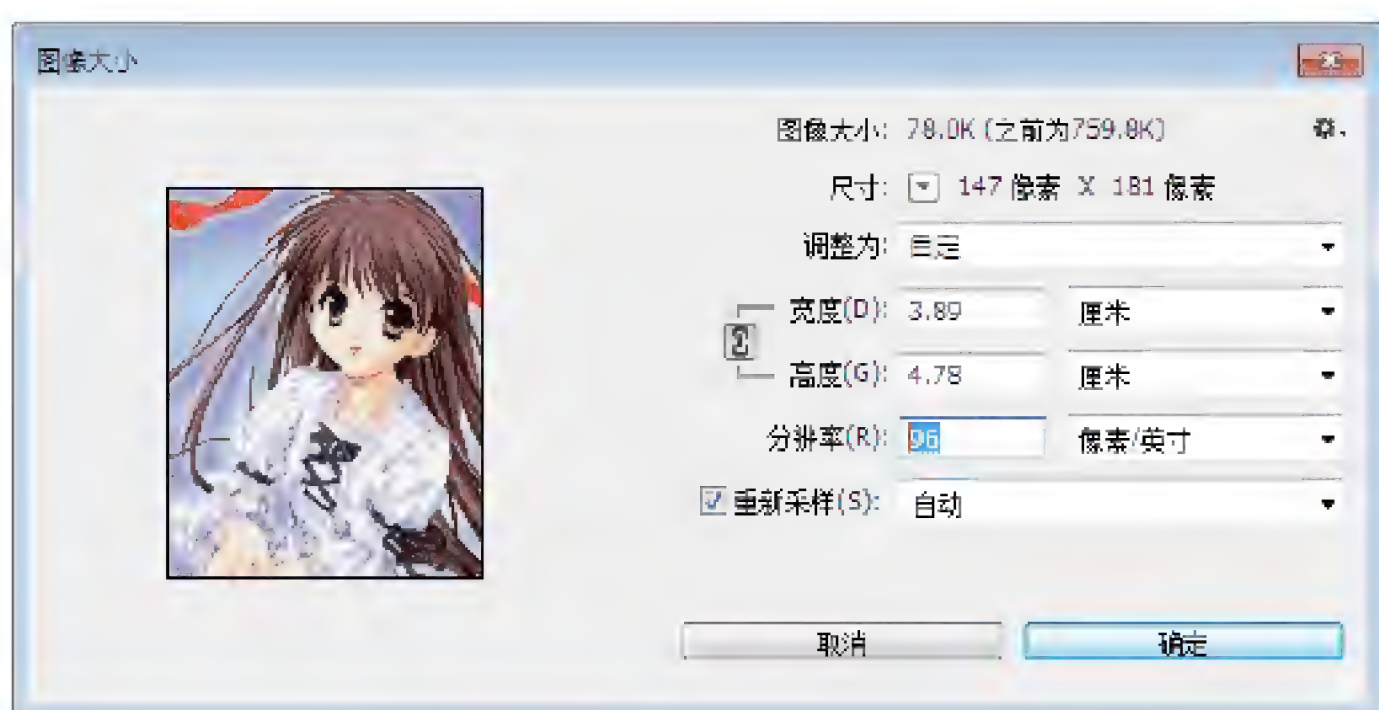 图像大小
图像大小: 78.0K (之前为759.8K)
尺寸: 147 像素 X 181 像素
调整为: 自定
宽度(D): 3.89 厘米
高度(G): 4.78 厘米
分辨率(R): 96 像素/英寸
重新采样(S): 自动
取消 确定